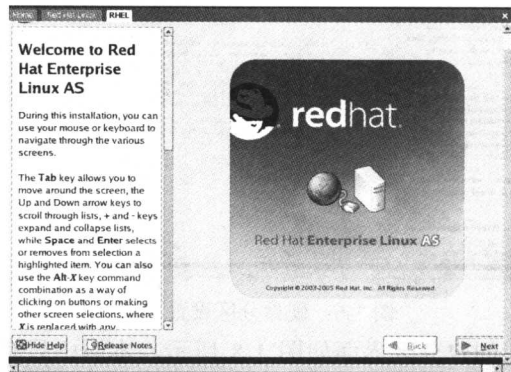 Home Red Hat Linux RHEL
Welcome to Red
Hat Enterprise
Linux AS
During this installation, you can
use your mouse or keyboard to
navigate through the various
screens.
The Tab key allows you to
move around the screen, the
Up and Down arrow keys to
scroll through lists, + and - keys
expand and collapse lists,
while Space and Enter selects
or removes from selection a
highlighted item. You can also
use the Alt-X key command
combination as a way of
clicking on buttons or making
other screen selections, where
X is replaced with any
redhat.
Red Hat Enterprise Linux AS
Copyright © 2003-2005 Red Hat, Inc. All Rights Reserved.
Hide Help
Release Notes
Back
Next